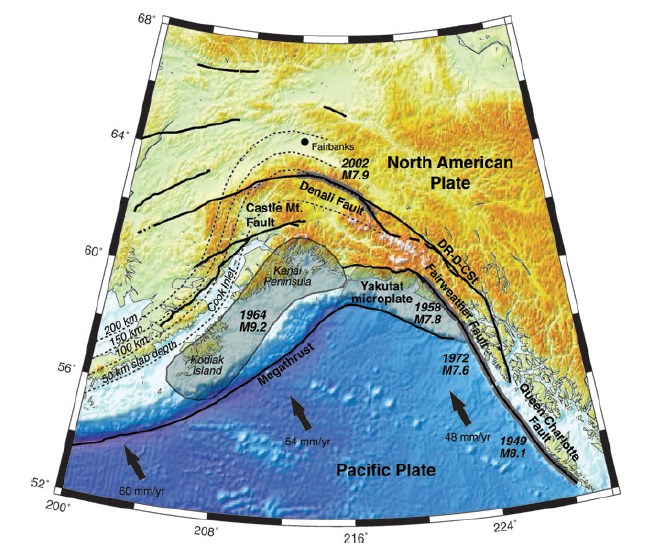 68°
64°
60°
56°
52°
200°
208°
216°
224°
Fairbanks
2002
M7.9
North American
Plate
Denali Fault
Castle Mt.
Fault
DR-D-CSt
Fairweather Fault
Cook Inlet
Kenai
Peninsula
Yakutat
microplate
1958
M7.8
1964
M9.2
200 km
150 km
100 km
50 km slab depth
Kodiak
Island
Megathrust
1972
M7.6
Queen Charlotte
Fault
1949
M8.1
54 mm/yr
48 mm/yr
60 mm/yr
Pacific Plate